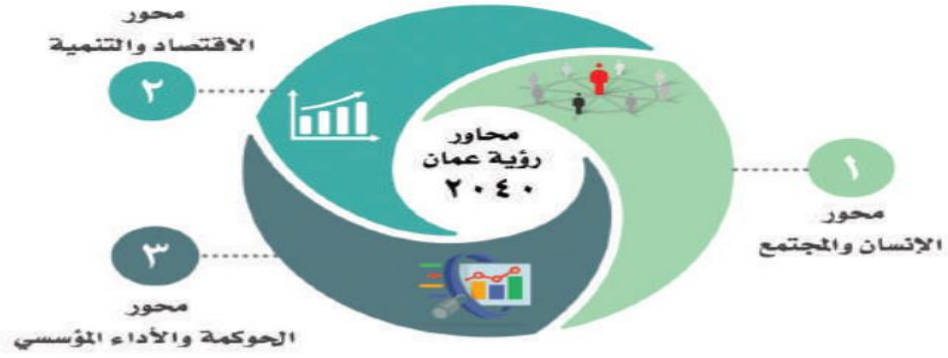 محاور
رؤية عمان
٢٠٤٠
١
محور
الإنسان والمجتمع
محور
الاقتصاد والتنمية
٢
٣
محور
الحوكمة والأداء المؤسسي